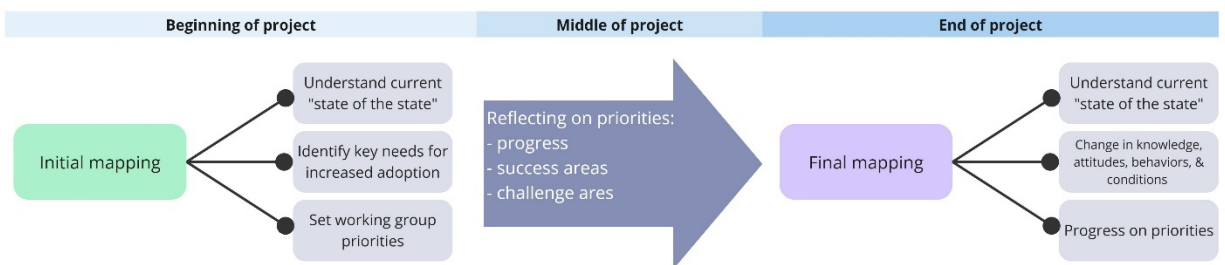 Beginning of project
Middle of project
End of project
Initial mapping
Understand current
"state of the state"
Identify key needs for
increased adoption
Set working group
priorities
Reflecting on priorities:
- progress
- success areas
- challenge ares
Final mapping
Understand current
"state of the state"
Change in knowledge,
attitudes, behaviors, &
conditions
Progress on priorities